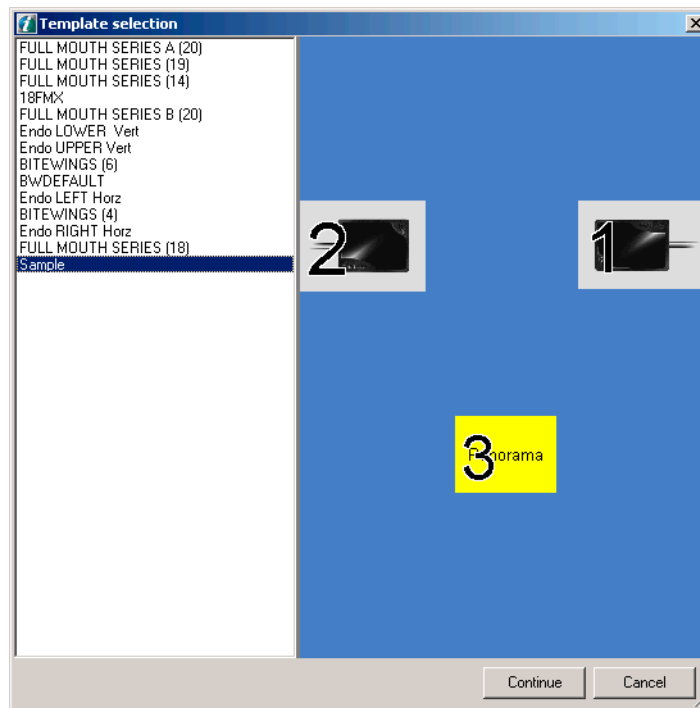 Template selection
FULL MOUTH SERIES A (20)
FULL MOUTH SERIES (19)
FULL MOUTH SERIES (14)
18FMX
FULL MOUTH SERIES B (20)
Endo LOWER  Vert
Endo UPPER Vert
BITEWINGS (6)
BWDEFAULT
Endo LEFT Horz
BITEWINGS (4)
Endo RIGHT Horz
FULL MOUTH SERIES (18)
Sample
2
1
3
Panorama
Continue
Cancel